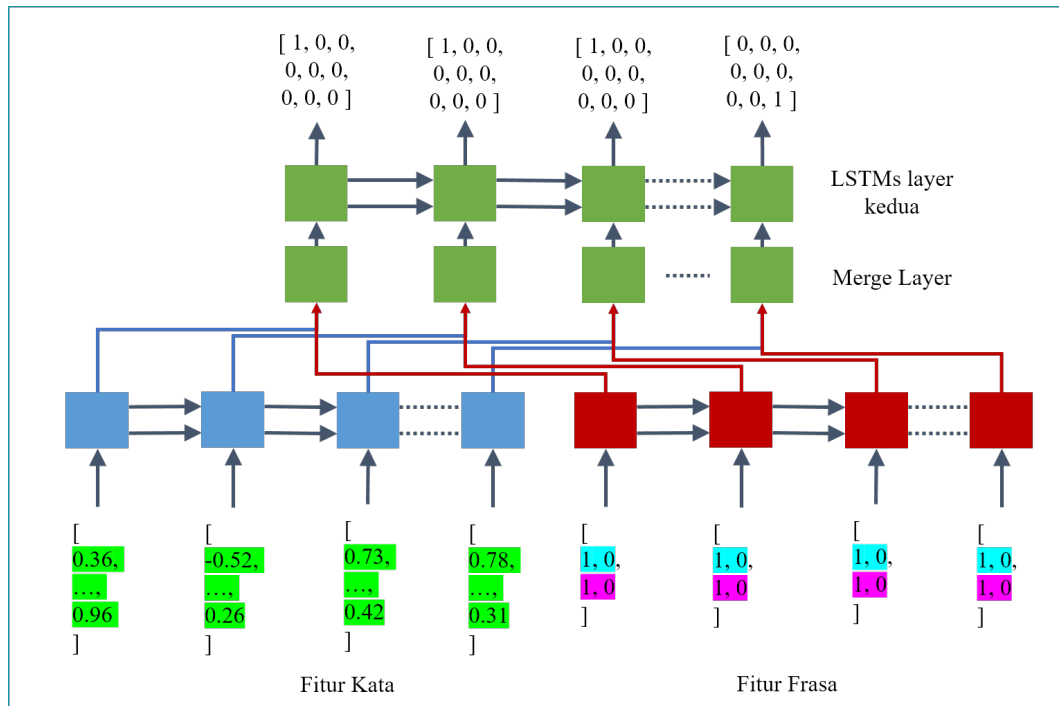 [ 1, 0, 0,
0, 0, 0,
0, 0, 0 ]
[ 1, 0, 0,
0, 0, 0,
0, 0, 0 ]
[ 1, 0, 0,
0, 0, 0,
0, 0, 0 ]
[ 0, 0, 0,
0, 0, 0,
0, 0, 1 ]
LSTMs layer
kedua
Merge Layer
[
0.36,
…,
0.96
]
[
-0.52,
…,
0.26
]
[
0.73,
…,
0.42
]
[
0.78,
…,
0.31
]
[
1, 0,
1, 0
]
[
1, 0,
1, 0
]
[
1, 0,
1, 0
]
[
1, 0,
1, 0
]
Fitur Kata
Fitur Frasa